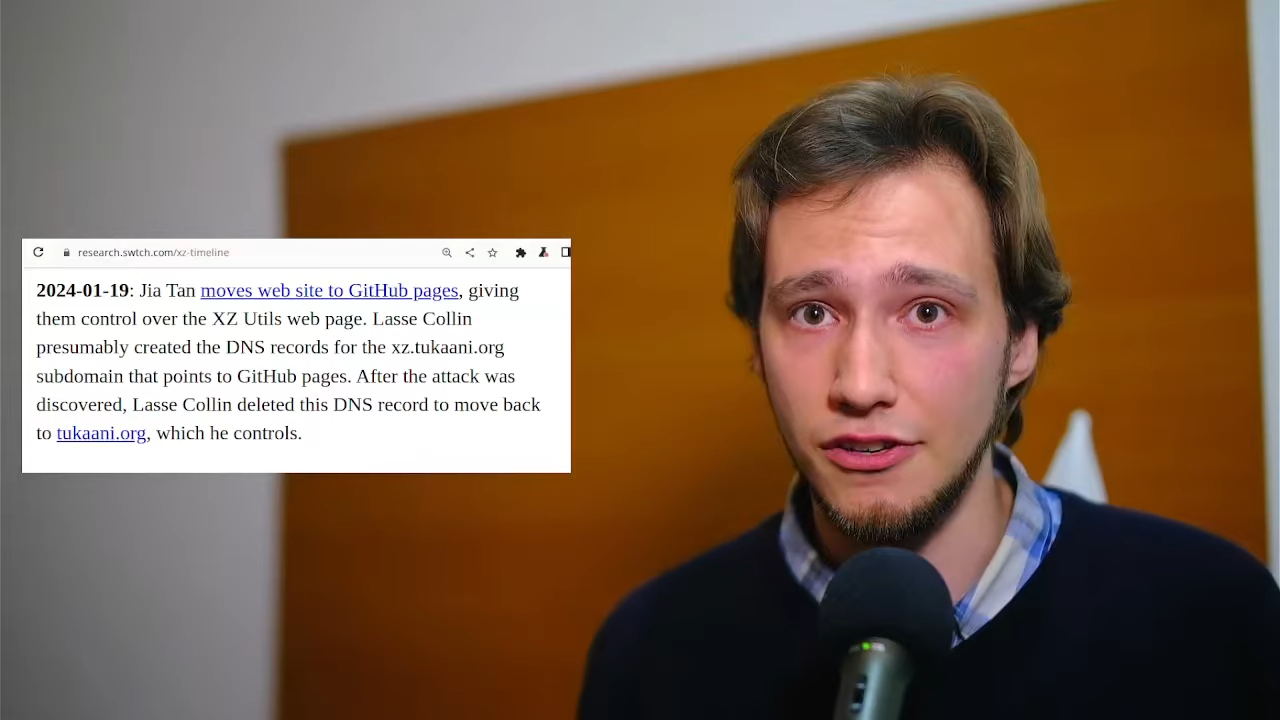 research.swtch.com/xz-timeline
2024-01-19: Jia Tan moves web site to GitHub pages, giving
them control over the XZ Utils web page. Lasse Collin
presumably created the DNS records for the xz.tukaani.org
subdomain that points to GitHub pages. After the attack was
discovered, Lasse Collin deleted this DNS record to move back
to tukaani.org, which he controls.